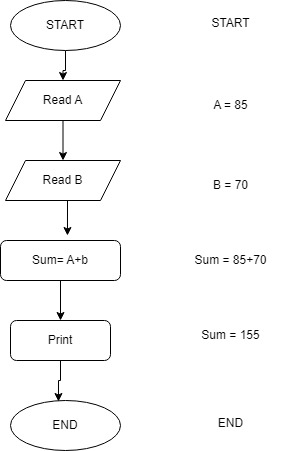 START
START
Read A
A = 85
Read B
B = 70
Sum= A+b
Sum = 85+70
Print
Sum = 155
END
END